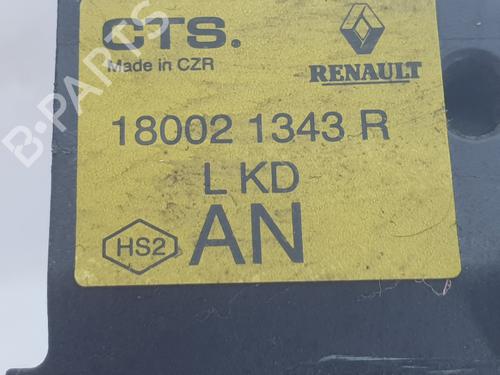 CTS.
Made in CZR
RENAULT
18002 1343 R
L KD
HS2
AN
B-PARTS